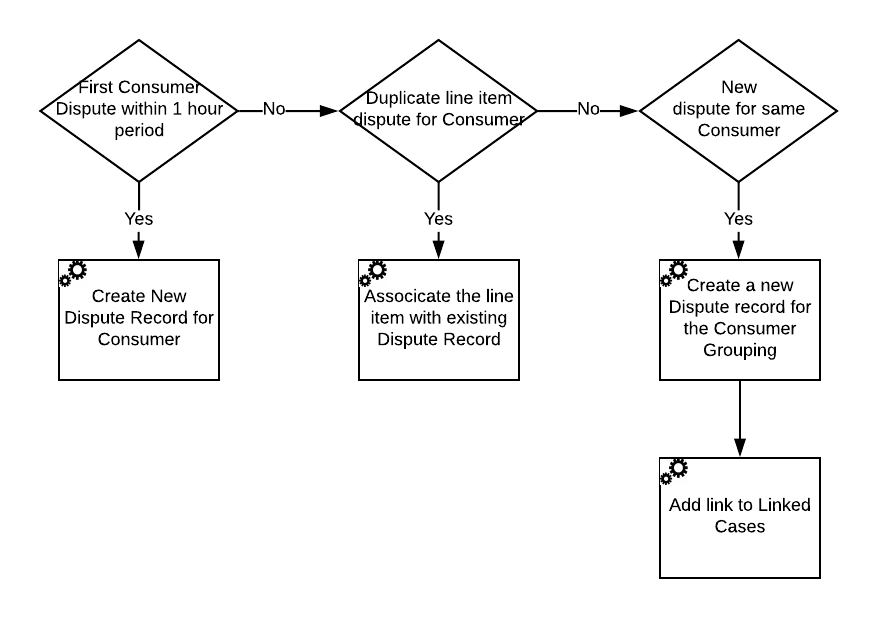 First Consumer
Dispute within 1 hour
period
No
Duplicate line item
dispute for Consumer
No
New
dispute for same
Consumer
Yes
Yes
Yes
Create New
Dispute Record for
Consumer
Associcate the line
item with existing
Dispute Record
Create a new
Dispute record for
the Consumer
Grouping
Add link to Linked
Cases